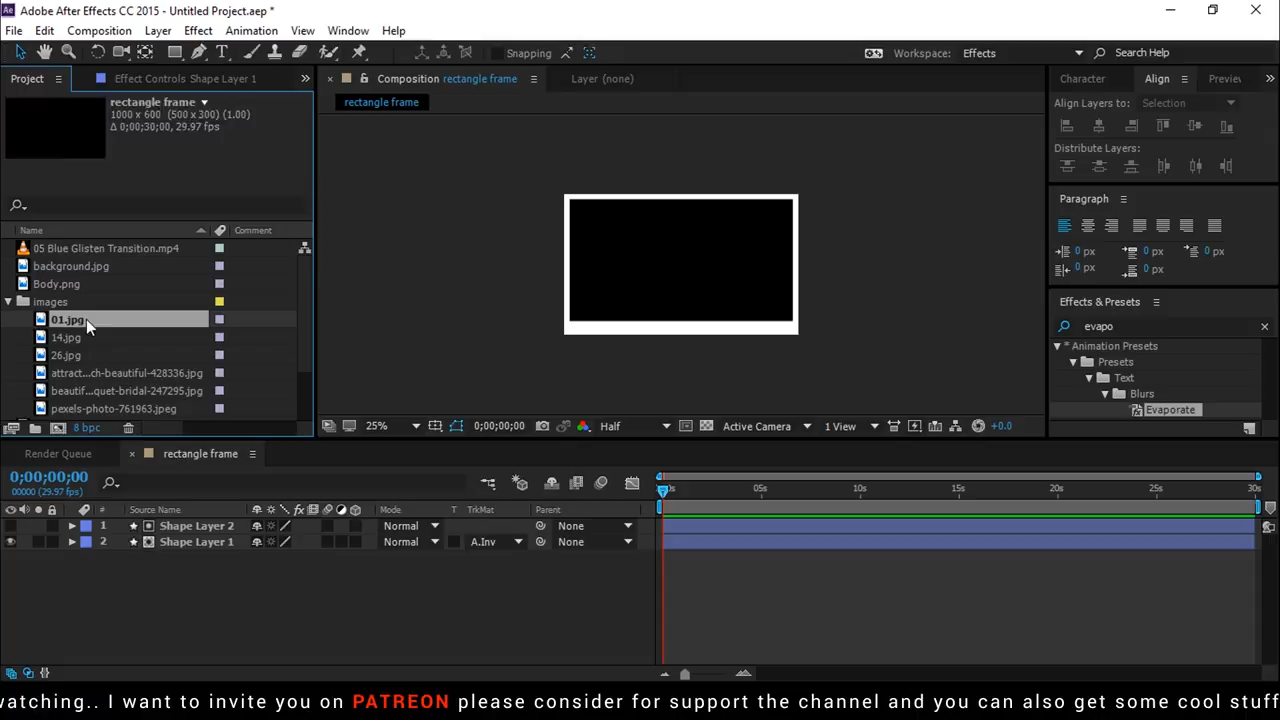 Adobe After Effects CC 2015 - Untitled Project.aep *
File Edit Composition Layer Effect Animation View Window Help
Snapping Workspace: Effects Search Help
Project Effect Controls Shape Layer 1 Composition rectangle frame Layer (none) Character Align Preview
rectangle frame
1000 x 600 (500 x 300) (1.00)
Δ 0;00;30;00, 29.97 fps
rectangle frame
Align Layers to: Selection
Distribute Layers:
Paragraph
0 px 0 px 0 px
0 px 0 px
Name Comment
05 Blue Glisten Transition.mp4
background.jpg
Body.png
images
01.jpg
14.jpg
26.jpg
attract...ch-beautiful-428336.jpg
beautif...quet-bridal-247295.jpg
pexels-photo-761963.jpeg
8 bpc
Effects & Presets
evapo
* Animation Presets
Presets
Text
Blurs
Evaporate
25% 0;00;00;00 Half Active Camera 1 View +0.0
Render Queue rectangle frame
0;00;00;00
00000 (29.97 fps)
05s 10s 15s 20s 25s 30s
# Source Name Mode T TrkMat Parent
1 Shape Layer 2 Normal None
2 Shape Layer 1 Normal A.Inv None
watching.. I want to invite you on PATREON please consider for support the channel and you can also get some cool stuff